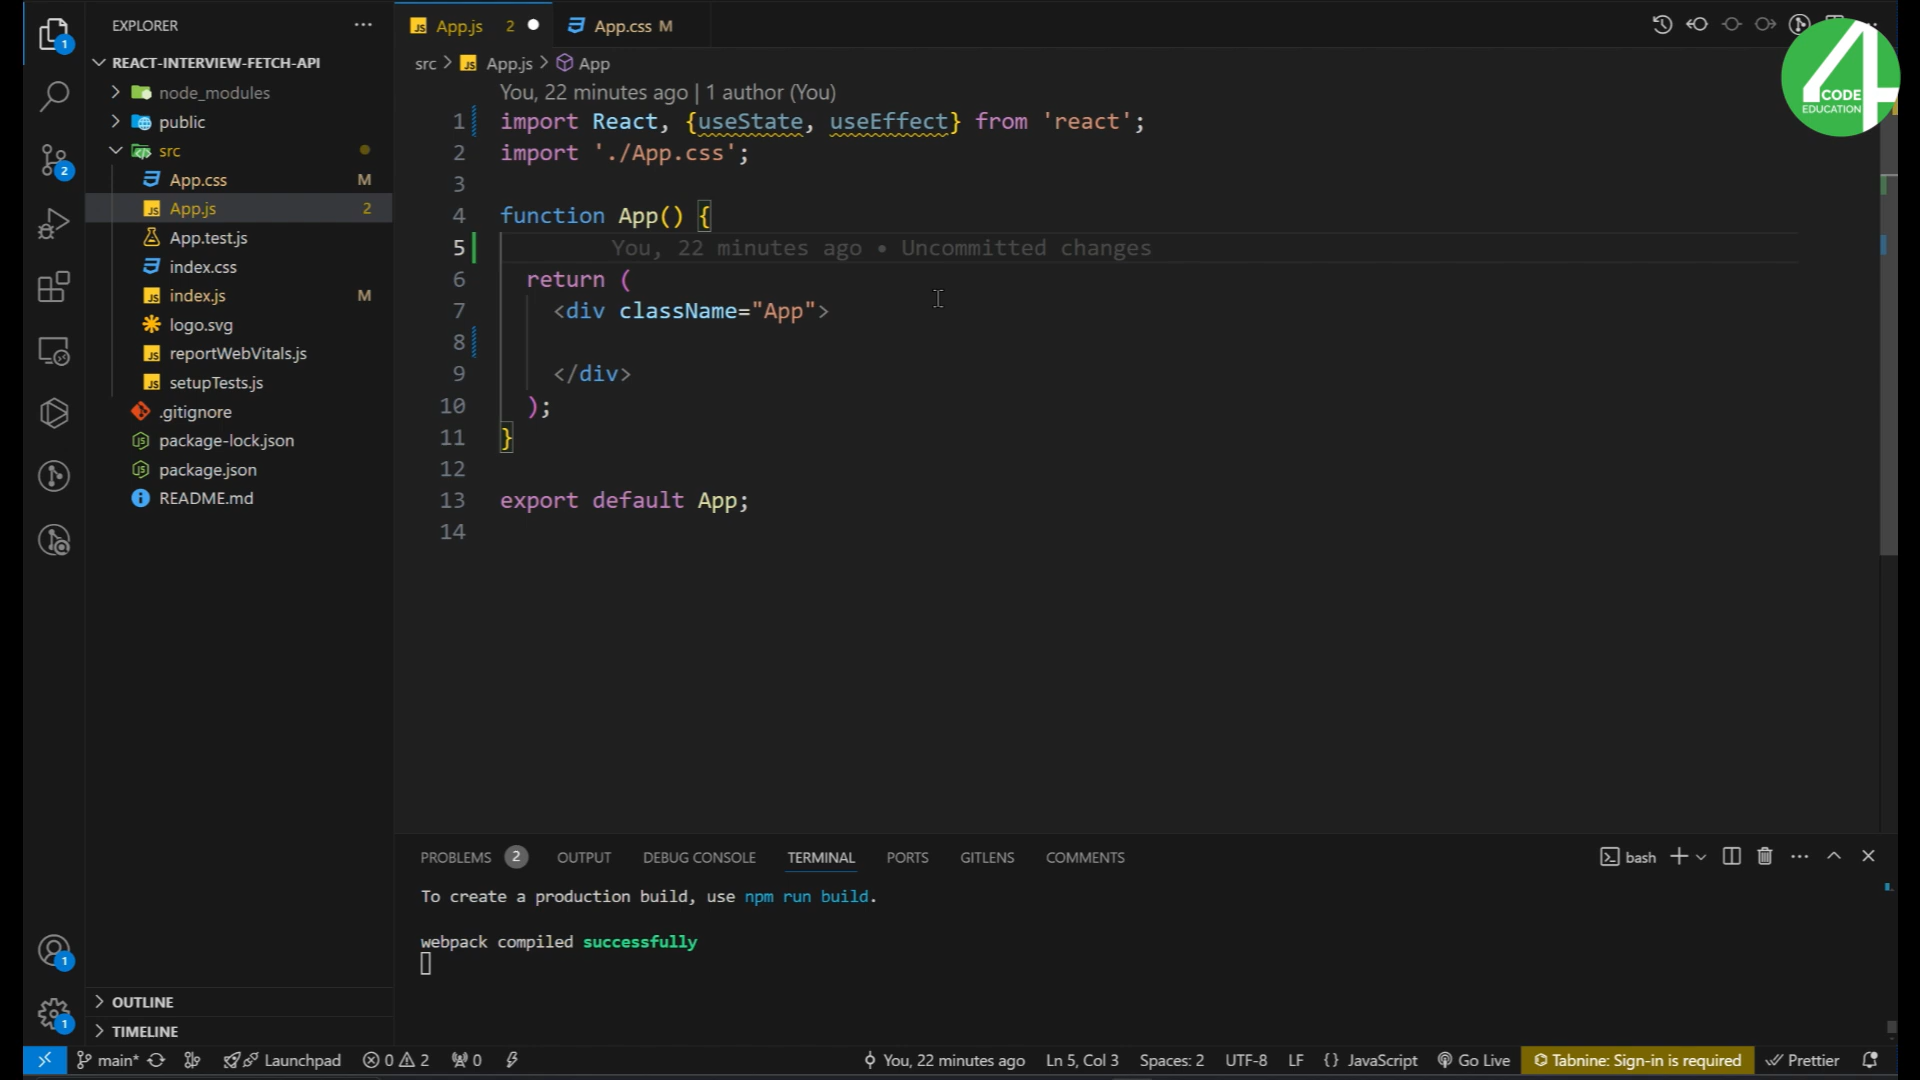 EXPLORER
REACT-INTERVIEW-FETCH-API
node_modules
public
src
App.css M
App.js 2
App.test.js
index.css
index.js M
logo.svg
reportWebVitals.js
setupTests.js
.gitignore
package-lock.json
package.json
README.md
OUTLINE
TIMELINE
1
2
1
1
App.js 2
App.css M
4
CODE
EDUCATION
src > App.js > App
You, 22 minutes ago | 1 author (You)
1 import React, {useState, useEffect} from 'react';
2 import './App.css';
3
4 function App() {
5 You, 22 minutes ago • Uncommitted changes
6 return (
7 <div className="App">
8
9 </div>
10 );
11 }
12
13 export default App;
14
PROBLEMS 2 OUTPUT DEBUG CONSOLE TERMINAL PORTS GITLENS COMMENTS
bash
To create a production build, use npm run build.
webpack compiled successfully
main* Launchpad 0 2 0 You, 22 minutes ago Ln 5, Col 3 Spaces: 2 UTF-8 LF {} JavaScript Go Live Tabnine: Sign-in is required Prettier